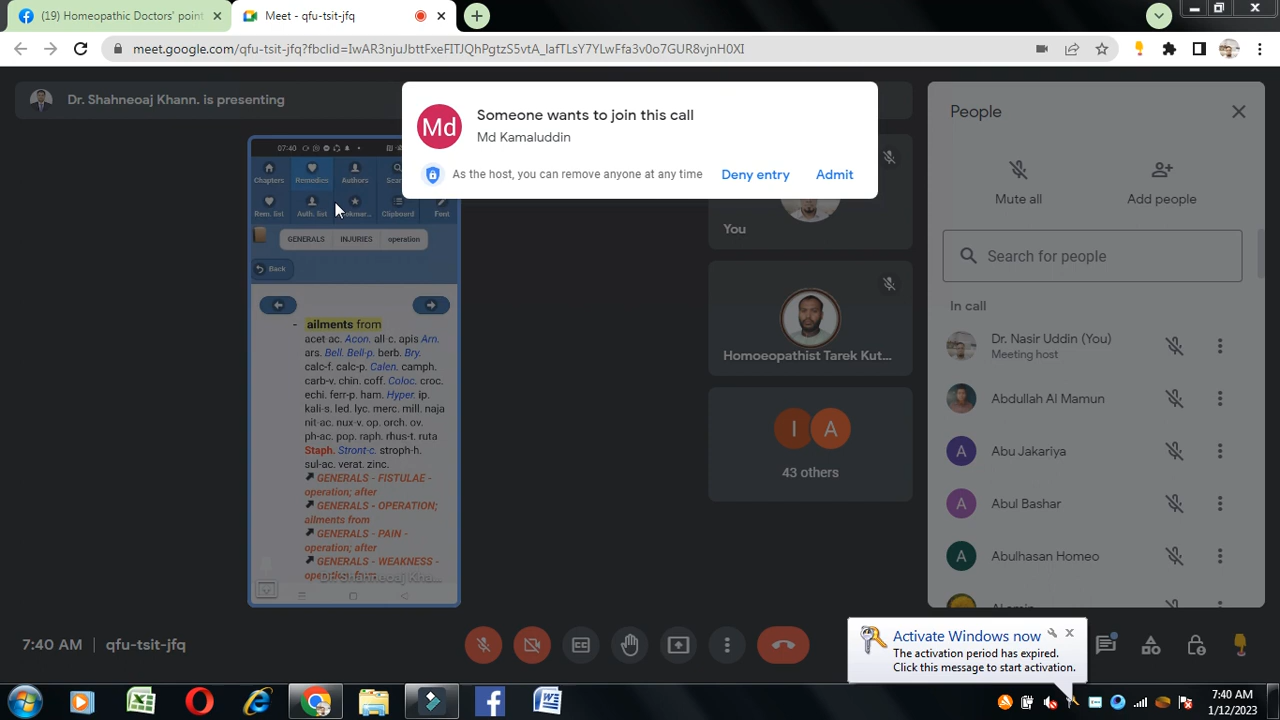 (19) Homeopathic Doctors' point
Meet - qfu-tsit-jfq
meet.google.com/qfu-tsit-jfq?fbclid=IwAR3njuJbttFxeFITJQhPgtzS5vtA_lafTLsY7YLwFfa3v0o7GUR8vjnH0XI
Dr. Shahneoaj Khann. is presenting
Someone wants to join this call
Md
Md Kamaluddin
As the host, you can remove anyone at any time
Deny entry
Admit
07:40
Chapters
Remedies
Authors
Rem. list
Auth. list
Clipboard
Font
GENERALS
INJURIES
operation
Back
- ailments from
acet ac. Acon. all c. apis Arn.
ars. Bell. Bell-p. berb. Bry.
calc-f. calc-p. Calen. camph.
carb-v. chin. coff. Coloc. croc.
echi. ferr-p. ham. Hyper. ip.
kali-s. led. lyc. merc. mill. naja
nit-ac. nux-v. op. orch. ov.
ph-ac. pop. raph. rhus-t. ruta
Staph. Stront-c. stroph-h.
sul-ac. verat. zinc.
GENERALS - FISTULAE -
operation; after
GENERALS - OPERATION;
ailments from
GENERALS - PAIN -
operation; after
GENERALS - WEAKNESS -
Dr. Shahneoaj Kha...
You
Homoeopathist Tarek Kut...
I
A
43 others
People
Mute all
Add people
Search for people
In call
Dr. Nasir Uddin (You)
Meeting host
Abdullah Al Mamun
A
Abu Jakariya
A
Abul Bashar
A
Abulhasan Homeo
7:40 AM
qfu-tsit-jfq
Activate Windows now
The activation period has expired.
Click this message to start activation.
7:40 AM
1/12/2023